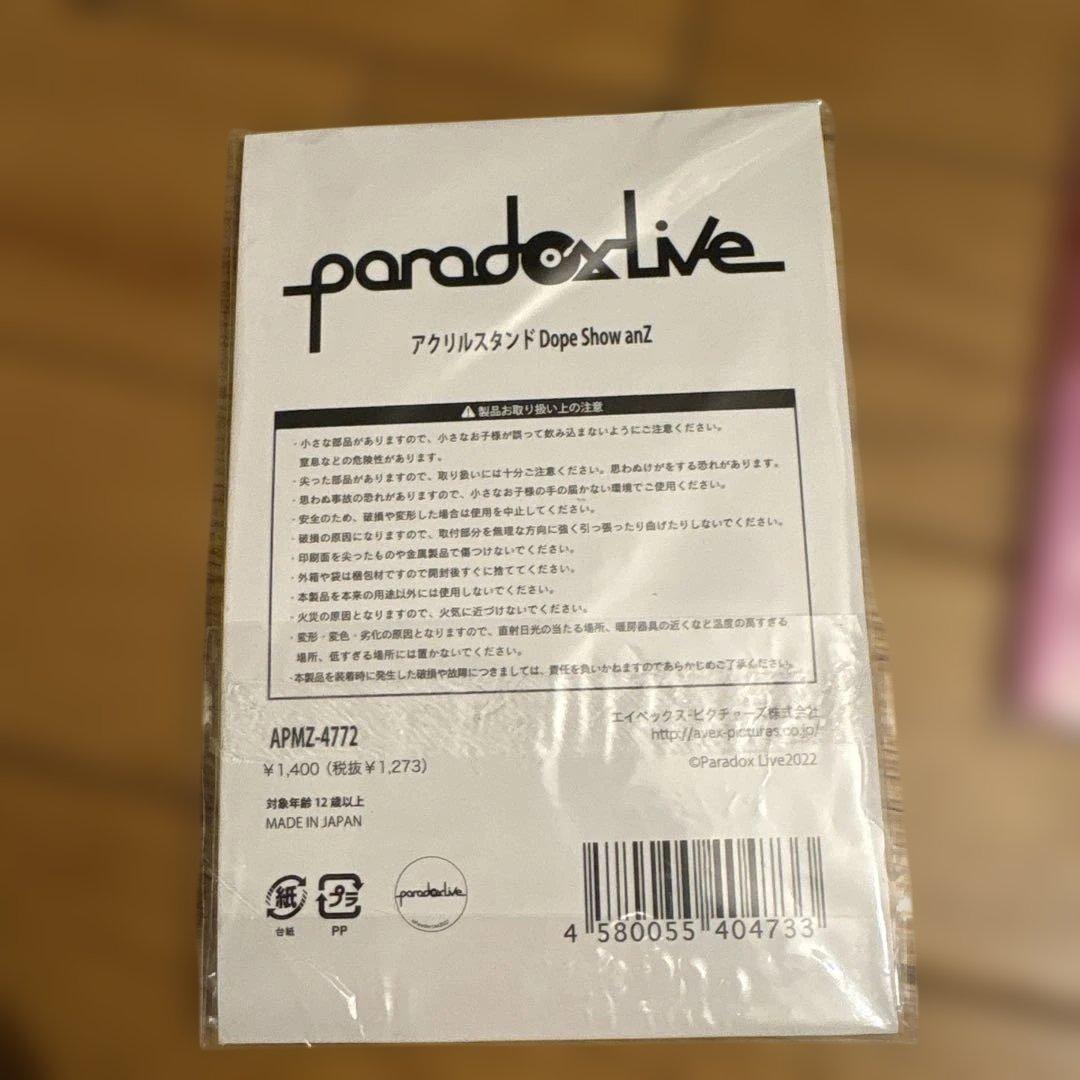 paradoxLive
アクリルスタンド Dope Show anZ
⚠製品お取り扱い上の注意
・小さな部品がありますので、小さなお子様が誤って飲み込まないようにご注意ください。
窒息などの危険性があります。
・尖った部品がありますので、取り扱いには十分ご注意ください。思わぬけがをする恐れがあります。
・思わぬ事故の恐れがありますので、小さなお子様の手の届かない環境でご使用ください。
・安全のため、破損や変形した場合は使用を中止してください。
・破損の原因になりますので、取付部分を無理な方向に強く引っ張ったり曲げたりしないでください。
・印刷面を尖ったものや金属製品で傷つけないでください。
・外箱や袋は梱包材ですので開封後すぐに捨ててください。
・本製品を本来の用途以外には使用しないでください。
・火災の原因となりますので、火気に近づけないでください。
・変形・変色・劣化の原因となりますので、直射日光の当たる場所、暖房器具の近くなど温度の高すぎる
場所、低すぎる場所には置かないでください。
・本製品を装着時に発生した破損や故障につきましては、責任を負いかねますのであらかじめご了承ください。
エイベックス・ピクチャーズ株式会社
http://avex-pictures.co.jp/
©Paradox Live2022
APMZ-4772
￥1,400（税抜￥1,273）
対象年齢12歳以上
MADE IN JAPAN
紙
台紙
プラ
PP
paradoxLive
4 580055 404733